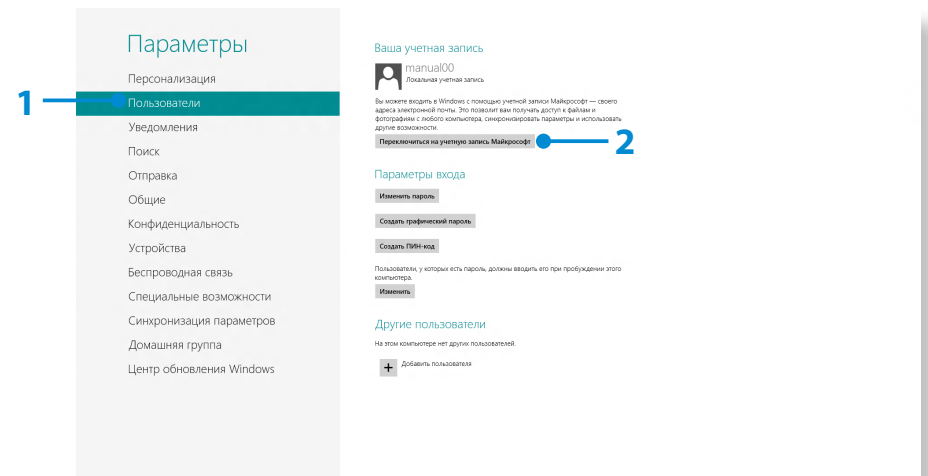 Параметры
Персонализация
1
Пользователи
Уведомления
Поиск
Отправка
Общие
Конфиденциальность
Устройства
Беспроводная связь
Специальные возможности
Синхронизация параметров
Домашняя группа
Центр обновления Windows
Ваша учетная запись
manual00
Локальная учетная запись
Вы можете входить в Windows с помощью учетной записи Майкрософт — своего
адреса электронной почты. Это позволит вам получать доступ к файлам и
фотографиям с любого компьютера, синхронизировать параметры и использовать
другие возможности.
Переключиться на учетную запись Майкрософт
2
Параметры входа
Изменить пароль
Создать графический пароль
Создать ПИН-код
Пользователи, у которых есть пароль, должны вводить его при пробуждении этого
компьютера.
Изменить
Другие пользователи
На этом компьютере нет других пользователей.
+ Добавить пользователя